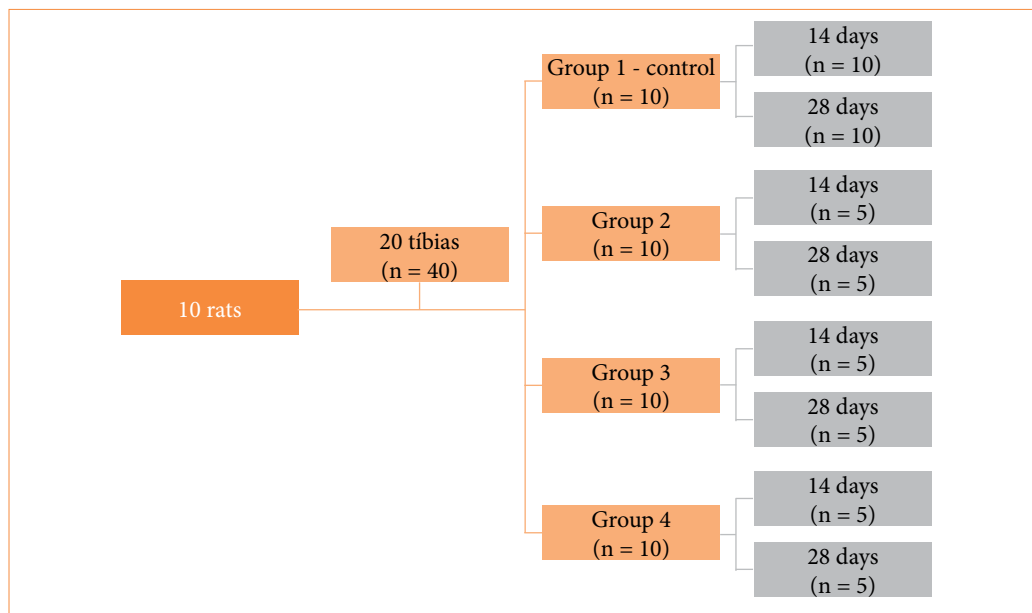 10 rats
20 tíbias
(n = 40)
Group 1 - control
(n = 10)
14 days
(n = 10)
28 days
(n = 10)
Group 2
(n = 10)
14 days
(n = 5)
28 days
(n = 5)
Group 3
(n = 10)
14 days
(n = 5)
28 days
(n = 5)
Group 4
(n = 10)
14 days
(n = 5)
28 days
(n = 5)